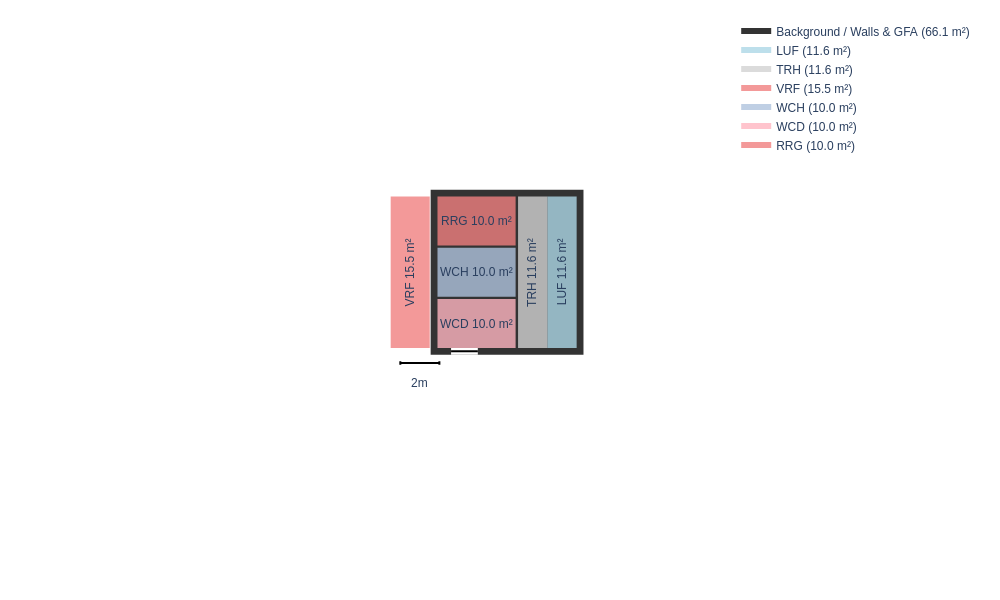 Background / Walls & GFA (66.1 m²)
LUF (11.6 m²)
TRH (11.6 m²)
VRF (15.5 m²)
WCH (10.0 m²)
WCD (10.0 m²)
RRG (10.0 m²)
RRG 10.0 m²
WCH 10.0 m²
WCD 10.0 m²
VRF 15.5 m²
TRH 11.6 m²
LUF 11.6 m²
2m